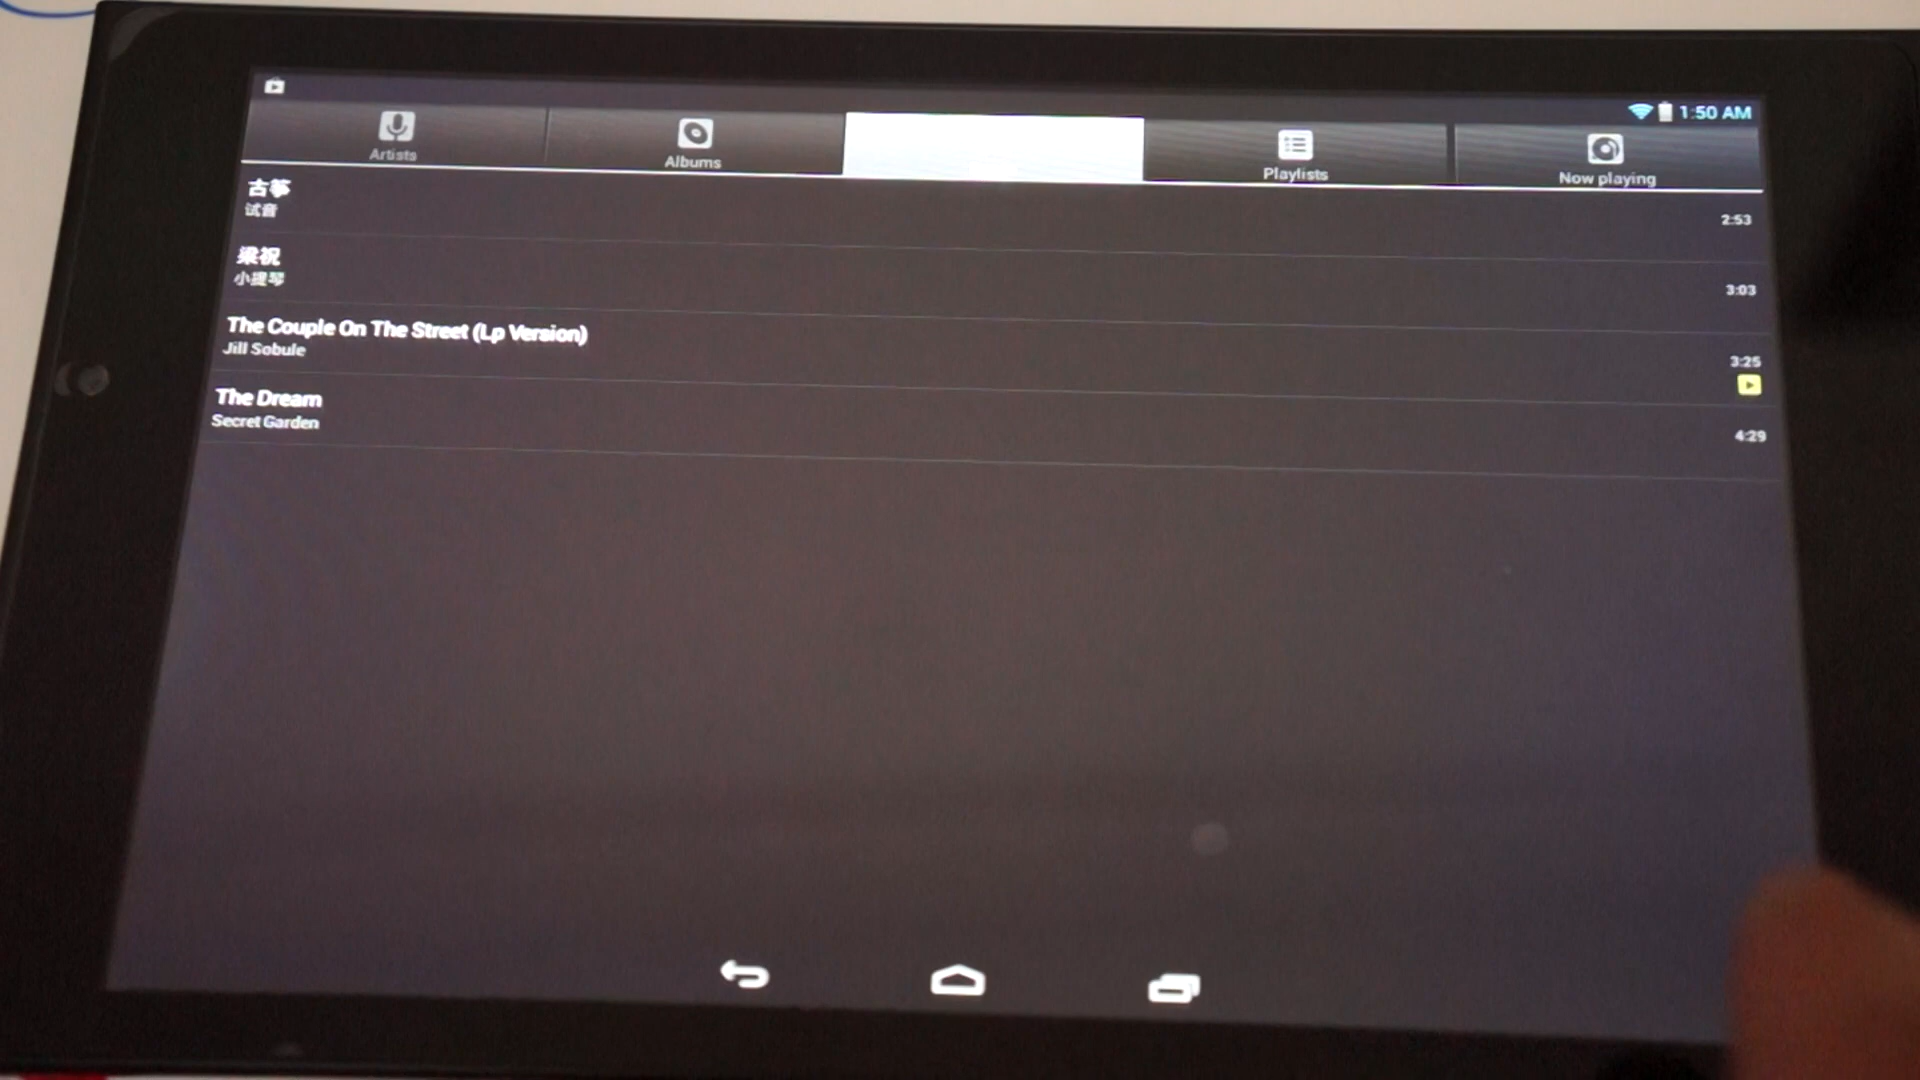 1:50 AM
Artists
Albums
Playlists
Now playing
古筝
试音
2:53
梁祝
小提琴
3:03
The Couple On The Street (Lp Version)
Jill Sobule
3:25
The Dream
Secret Garden
4:29